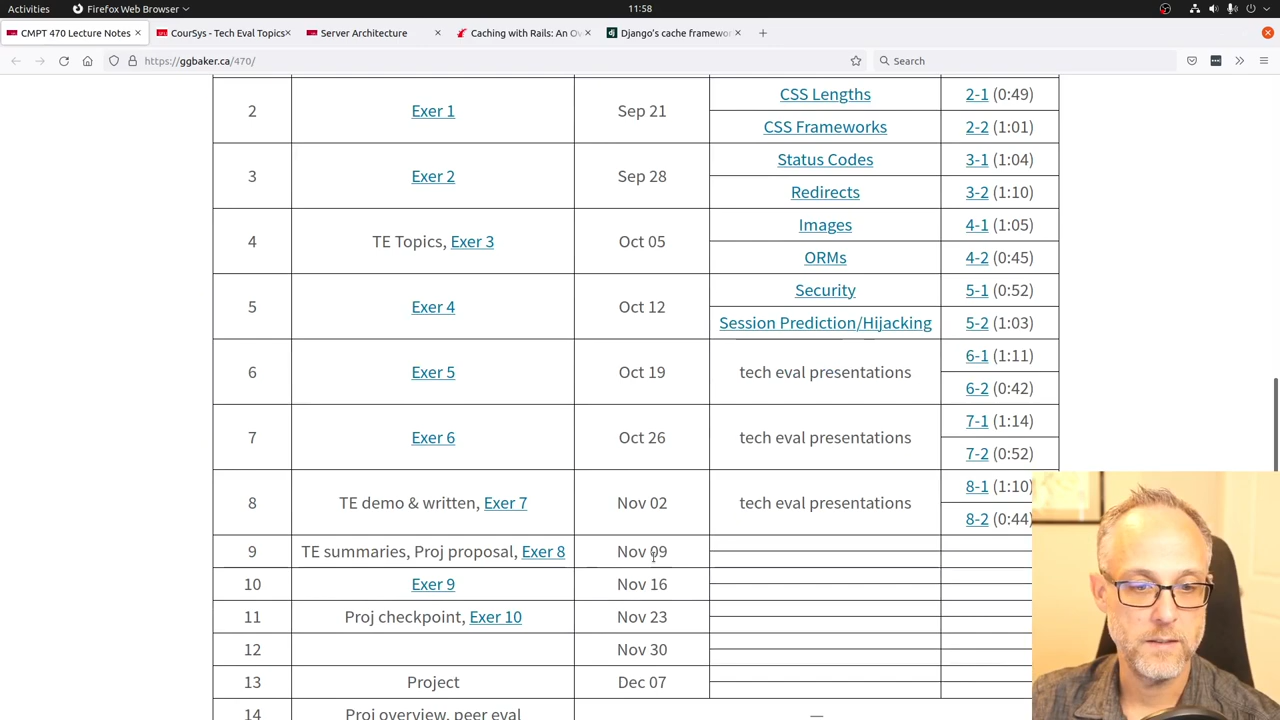 Activities
Firefox Web Browser
11:58
CMPT 470 Lecture Notes
CourSys - Tech Eval Topics
Server Architecture
Caching with Rails: An Ov
Django's cache framewor
https://ggbaker.ca/470/
Search
2 Exer 1 Sep 21 CSS Lengths 2-1 (0:49)
CSS Frameworks 2-2 (1:01)
3 Exer 2 Sep 28 Status Codes 3-1 (1:04)
Redirects 3-2 (1:10)
4 TE Topics, Exer 3 Oct 05 Images 4-1 (1:05)
ORMs 4-2 (0:45)
5 Exer 4 Oct 12 Security 5-1 (0:52)
Session Prediction/Hijacking 5-2 (1:03)
6 Exer 5 Oct 19 tech eval presentations 6-1 (1:11)
6-2 (0:42)
7 Exer 6 Oct 26 tech eval presentations 7-1 (1:14)
7-2 (0:52)
8 TE demo & written, Exer 7 Nov 02 tech eval presentations 8-1 (1:10)
8-2 (0:44)
9 TE summaries, Proj proposal, Exer 8 Nov 09
10 Exer 9 Nov 16
11 Proj checkpoint, Exer 10 Nov 23
12 Nov 30
13 Project Dec 07
14 Proj overview, peer eval —